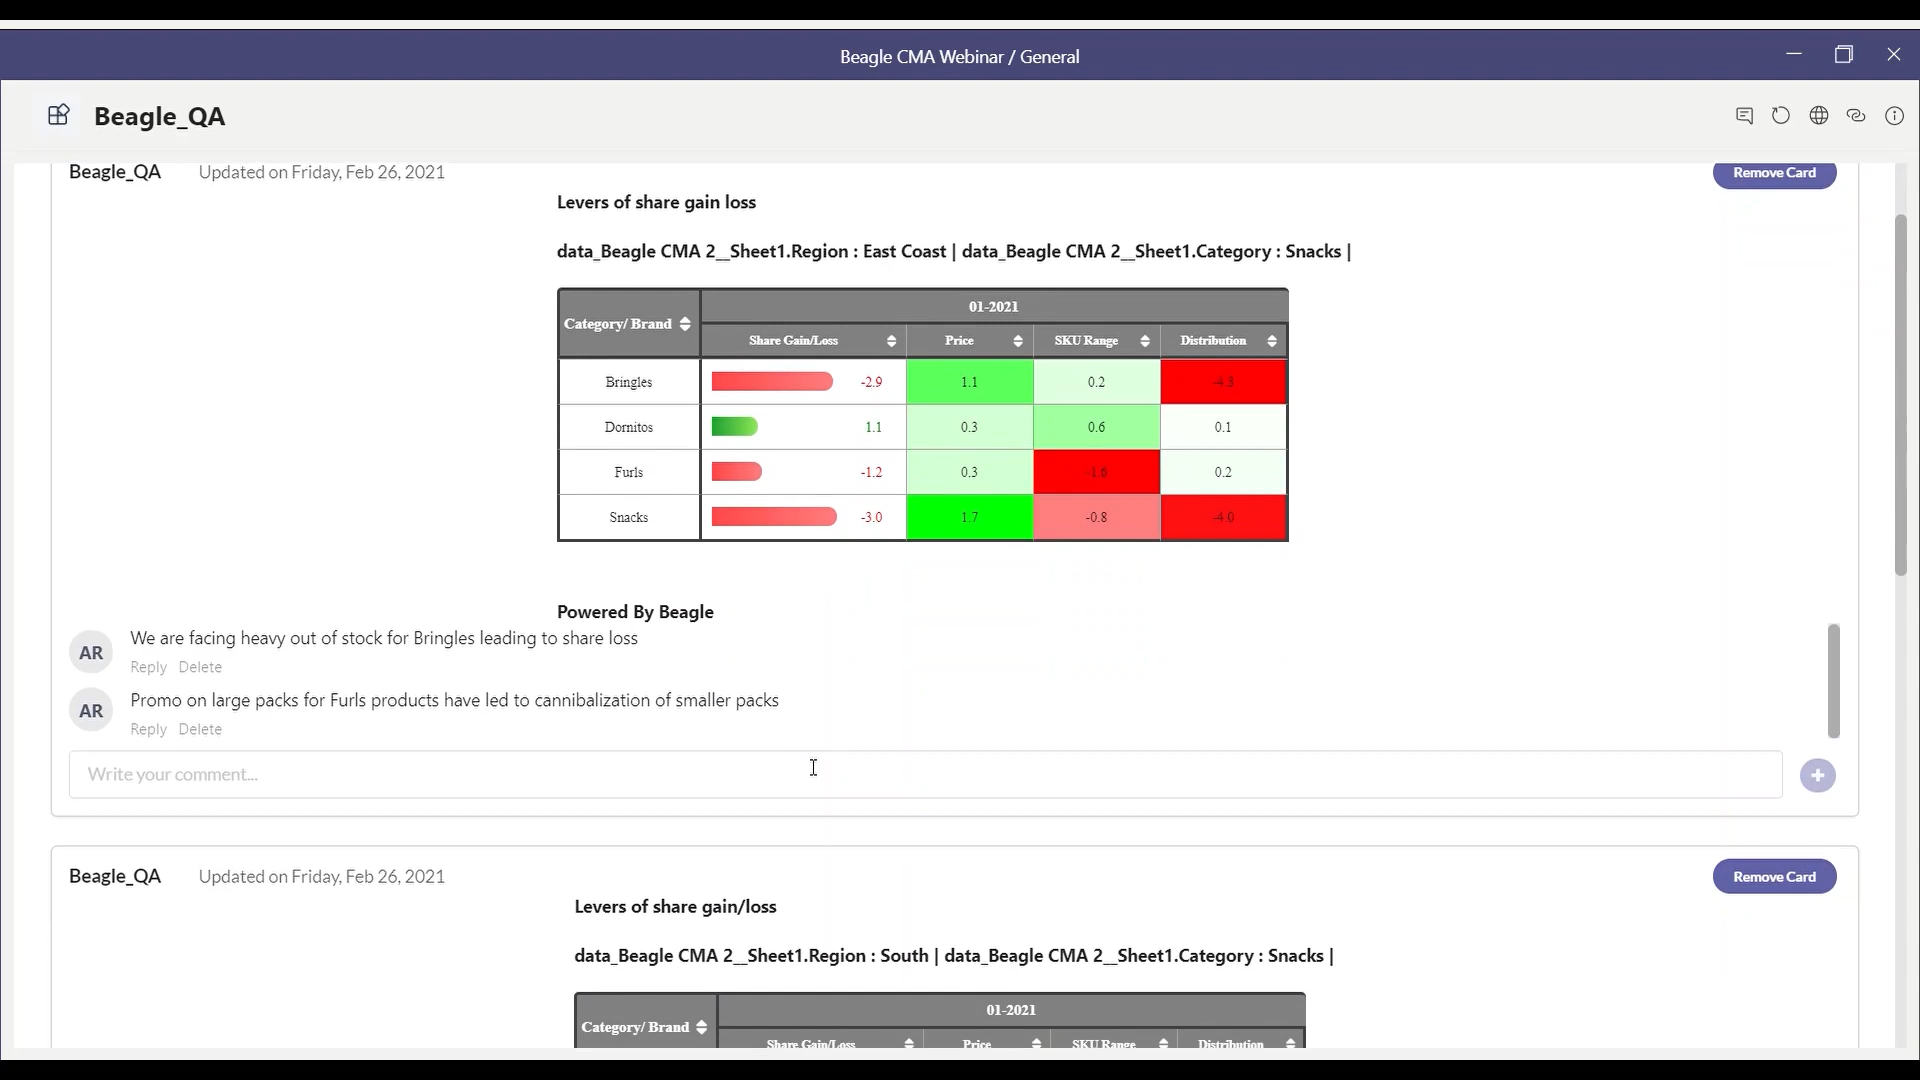 Beagle CMA Webinar / General
Beagle_QA
Beagle_QA Updated on Friday, Feb 26, 2021 Remove Card
Levers of share gain loss
data_Beagle CMA 2__Sheet1.Region : East Coast | data_Beagle CMA 2__Sheet1.Category : Snacks |
Category/ Brand 01-2021
Share Gain/Loss Price SKU Range Distribution
Bringles -2.9 1.1 0.2 -4.3
Dornitos 1.1 0.3 0.6 0.1
Furls -1.2 0.3 -1.6 0.2
Snacks -3.0 1.7 -0.8 -4.0
Powered By Beagle
AR We are facing heavy out of stock for Bringles leading to share loss
Reply Delete
AR Promo on large packs for Furls products have led to cannibalization of smaller packs
Reply Delete
Write your comment...
Beagle_QA Updated on Friday, Feb 26, 2021 Remove Card
Levers of share gain/loss
data_Beagle CMA 2__Sheet1.Region : South | data_Beagle CMA 2__Sheet1.Category : Snacks |
Category/ Brand 01-2021
Share Gain/Loss Price SKU Range Distribution